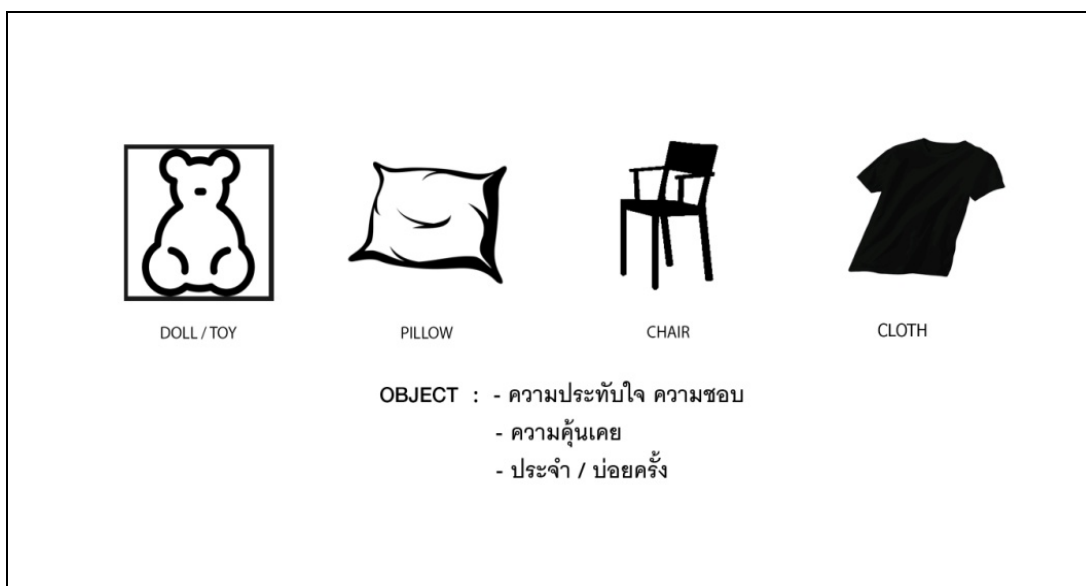 DOLL / TOY
PILLOW
CHAIR
CLOTH
OBJECT : - ความประทับใจ ความชอบ
- ความคุ้นเคย
- ประจำ / บ่อยครั้ง